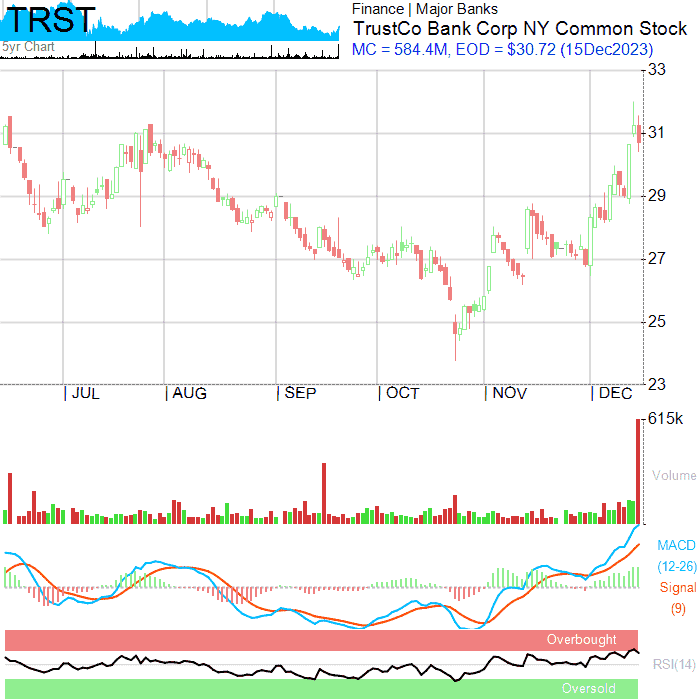 TRST
5yr Chart
Finance | Major Banks
TrustCo Bank Corp NY Common Stock
MC = 584.4M, EOD = $30.72 (15Dec2023)
33
31
29
27
25
23
JUL AUG SEP OCT NOV DEC
615k
Volume
MACD
(12-26)
Signal
(9)
Overbought
RSI(14)
Oversold